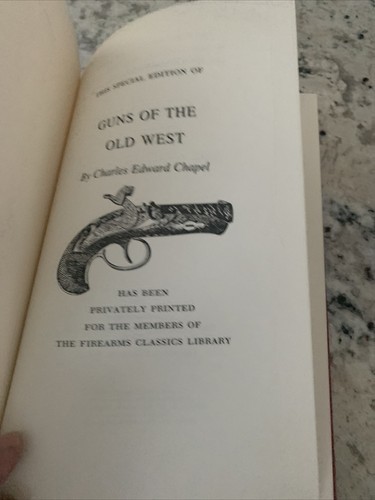 THIS SPECIAL EDITION OF
GUNS OF THE
OLD WEST
By Charles Edward Chapel
HAS BEEN
PRIVATELY PRINTED
FOR THE MEMBERS OF
THE FIREARMS CLASSICS LIBRARY